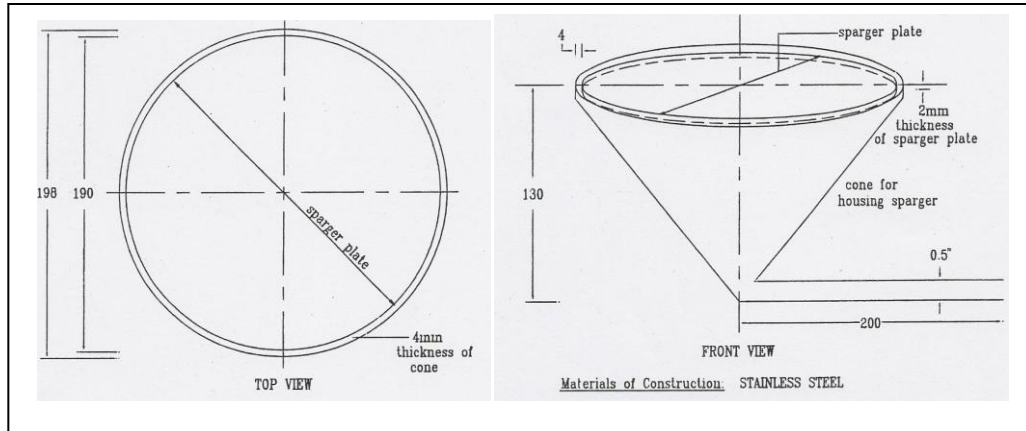 198
190
sparger plate
4mm
thickness of
cone
TOP VIEW
4
sparger plate
2mm
thickness
of sparger plate
130
cone for
housing sparger
0.5"
200
FRONT VIEW
Materials of Construction: STAINLESS STEEL